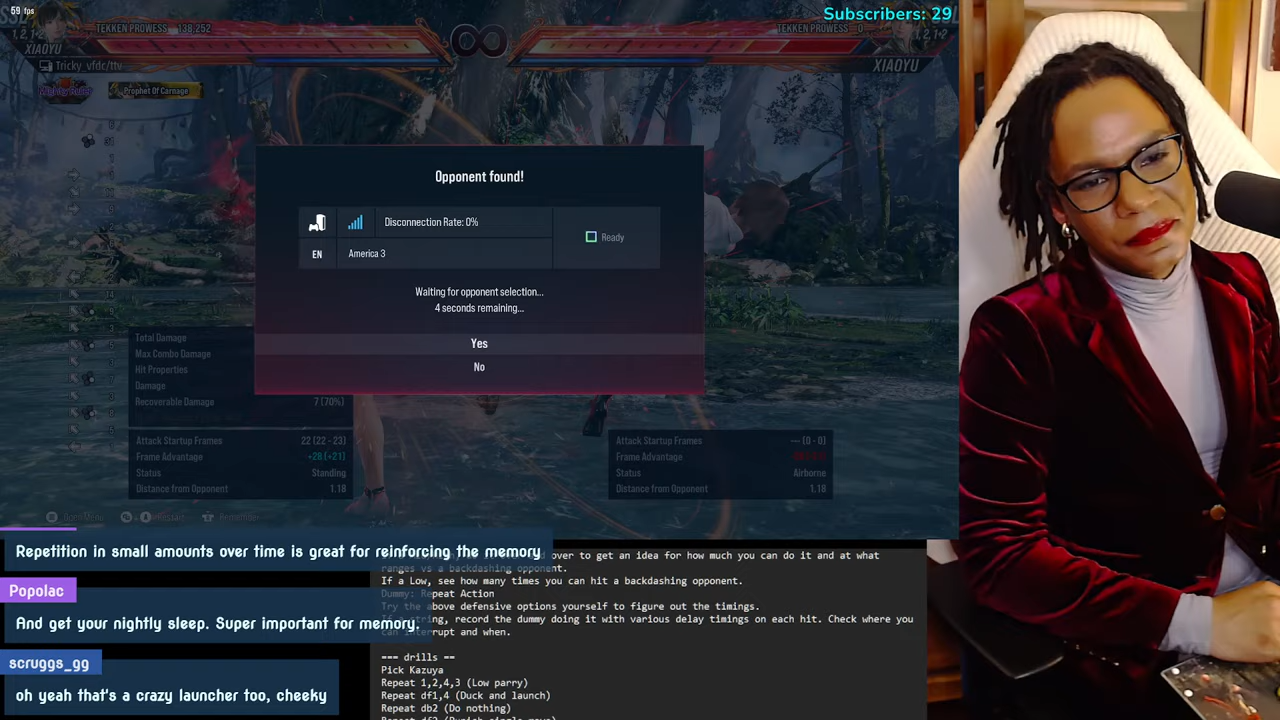 59 fps
Subscribers: 29
TEKKEN PROWESS 138,252
TEKKEN PROWESS 0
1, 2, 1+2
1, 2, 1+2
XIAOYU
XIAOYU
Tricky_vfdc/ttv
Prophet Of Carnage
Opponent found!
Disconnection Rate: 0%
Ready
EN
America 3
Waiting for opponent selection...
4 seconds remaining...
Yes
No
Total Damage
Max Combo Damage
Hit Properties
Damage
Recoverable Damage 7 (70%)
Attack Startup Frames 22 (22 - 23)
Frame Advantage +28 (+21)
Status Standing
Distance from Opponent 1.18
Attack Startup Frames --- (0 - 0)
Frame Advantage
Status Airborne
Distance from Opponent 1.18
Repetition in small amounts over time is great for reinforcing the memory
Popolac
And get your nightly sleep. Super important for memory.
scruggs_gg
oh yeah that's a crazy launcher too, cheeky
over to get an idea for how much you can do it and at what
ranges vs a backdashing opponent.
If a Low, see how many times you can hit a backdashing opponent.
Dummy: Repeat Action
Try the above defensive options yourself to figure out the timings.
string, record the dummy doing it with various delay timings on each hit. Check where you
can interrupt and when.
--- drills --
Pick Kazuya
Repeat 1,2,4,3 (Low parry)
Repeat df1,4 (Duck and launch)
Repeat db2 (Do nothing)